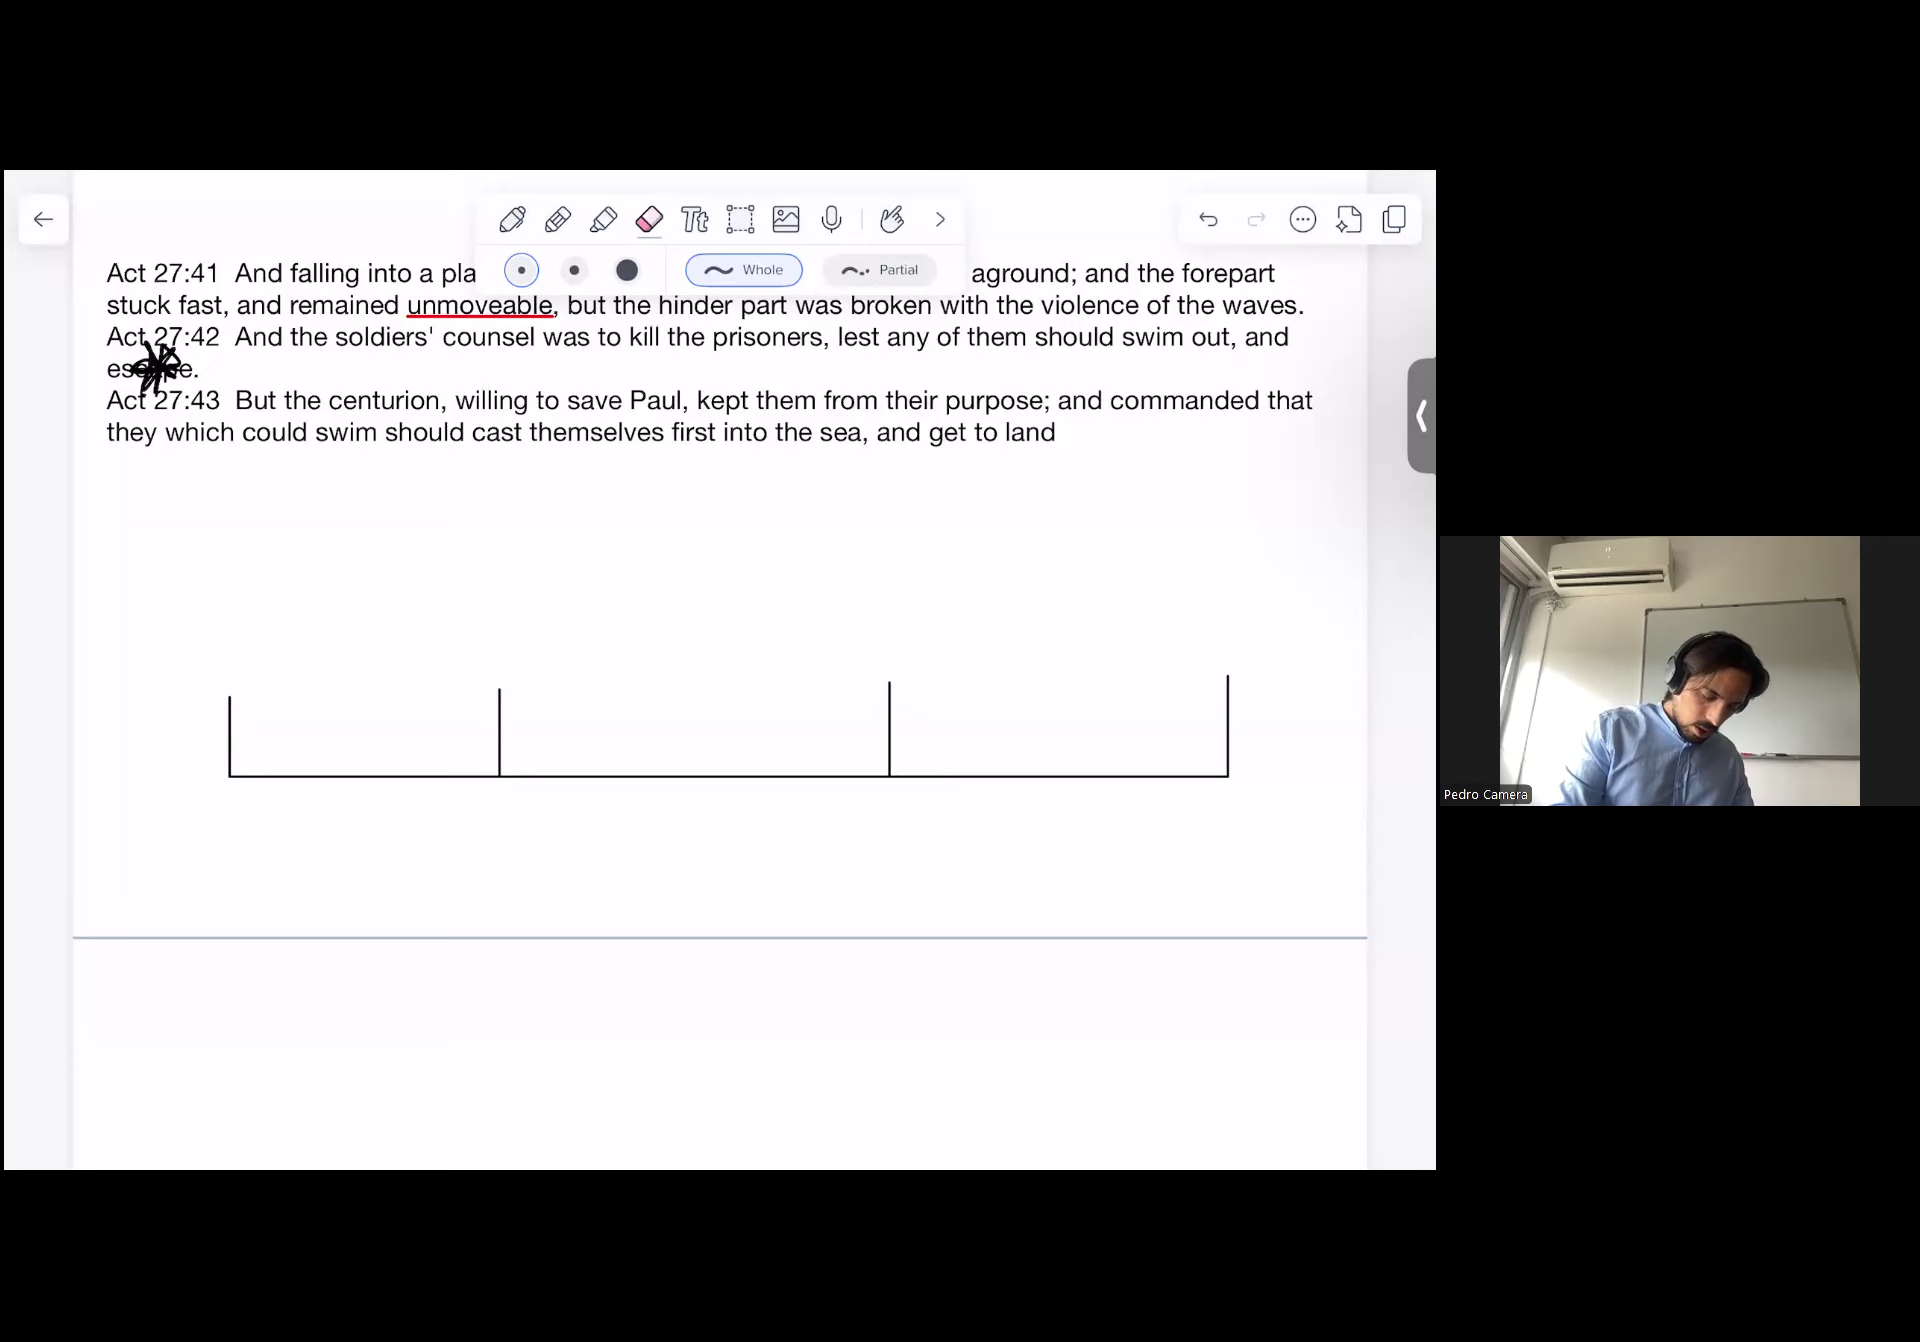 Tt
Whole
Partial
Act 27:41 And falling into a pla aground; and the forepart
stuck fast, and remained unmoveable, but the hinder part was broken with the violence of the waves.
Act 27:42 And the soldiers' counsel was to kill the prisoners, lest any of them should swim out, and
Act 27:43 But the centurion, willing to save Paul, kept them from their purpose; and commanded that
they which could swim should cast themselves first into the sea, and get to land
Pedro Camera